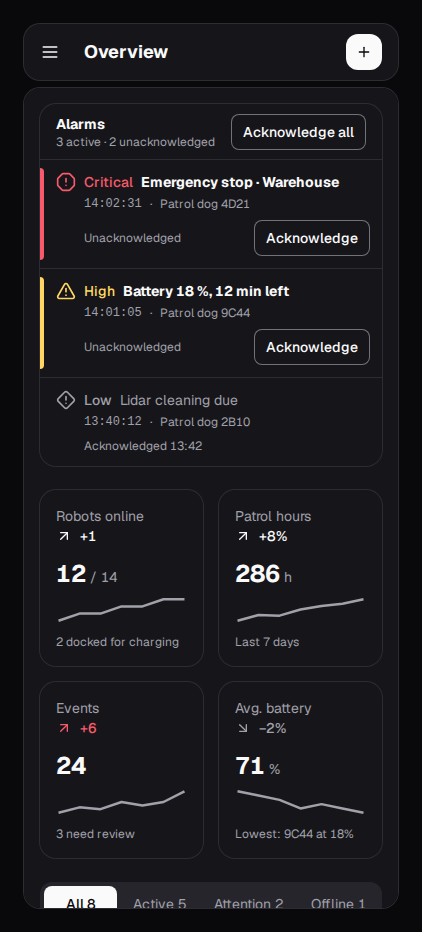 Overview
Alarms
3 active · 2 unacknowledged
Acknowledge all
Critical Emergency stop · Warehouse
14:02:31 · Patrol dog 4D21
Unacknowledged
Acknowledge
High Battery 18 %, 12 min left
14:01:05 · Patrol dog 9C44
Unacknowledged
Acknowledge
Low Lidar cleaning due
13:40:12 · Patrol dog 2B10
Acknowledged 13:42
Robots online
+1
12 / 14
2 docked for charging
Patrol hours
+8%
286 h
Last 7 days
Events
+6
24
3 need review
Avg. battery
−2%
71 %
Lowest: 9C44 at 18%
All 8 Active 5 Attention 2 Offline 1